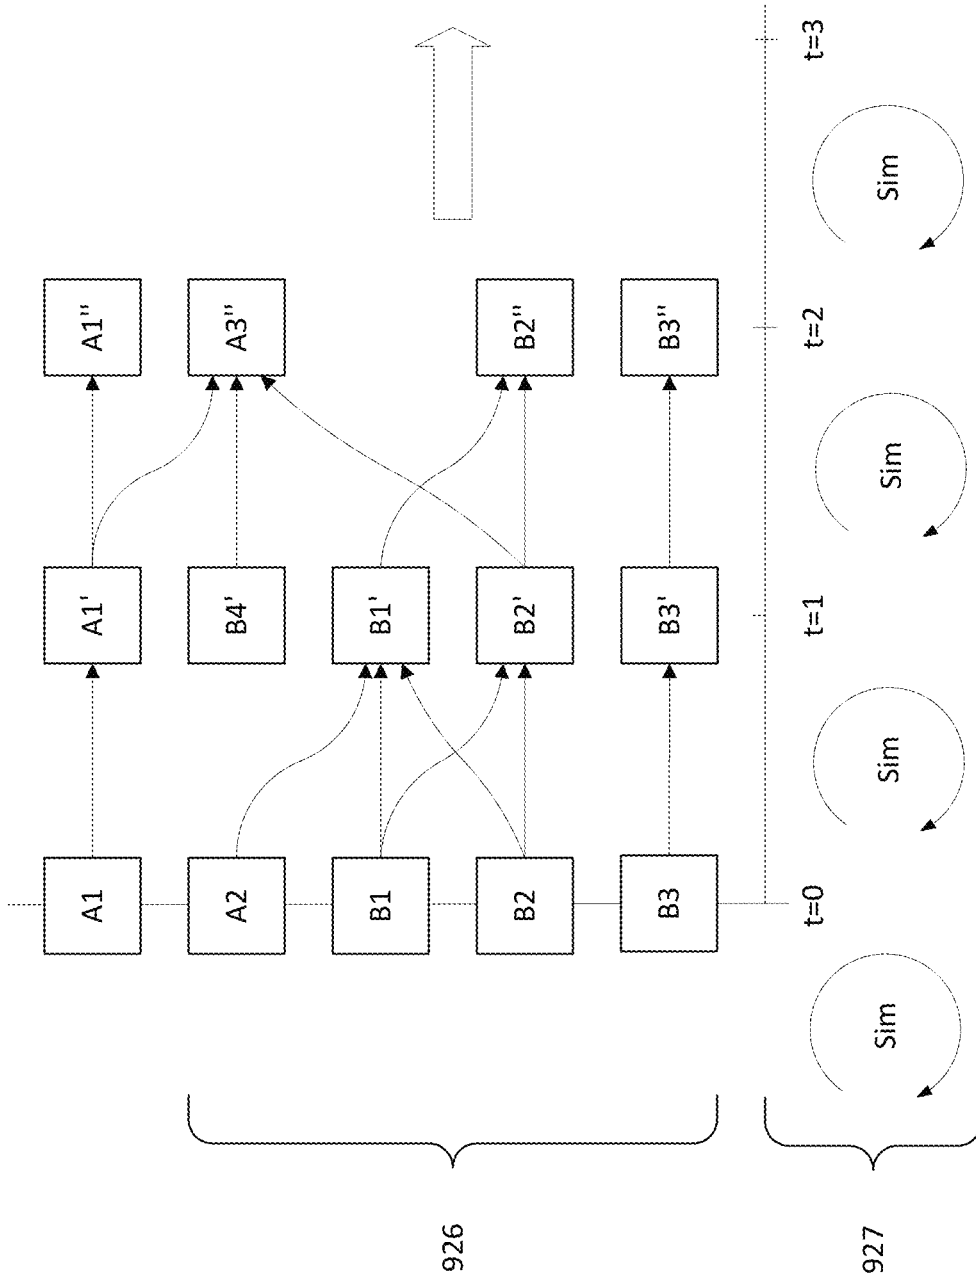 A1 A1' A1''
A2 B4' A3''
B1 B1'
926
B2 B2' B2''
B3 B3' B3''
t=0 t=1 t=2 t=3
927
Sim Sim Sim Sim